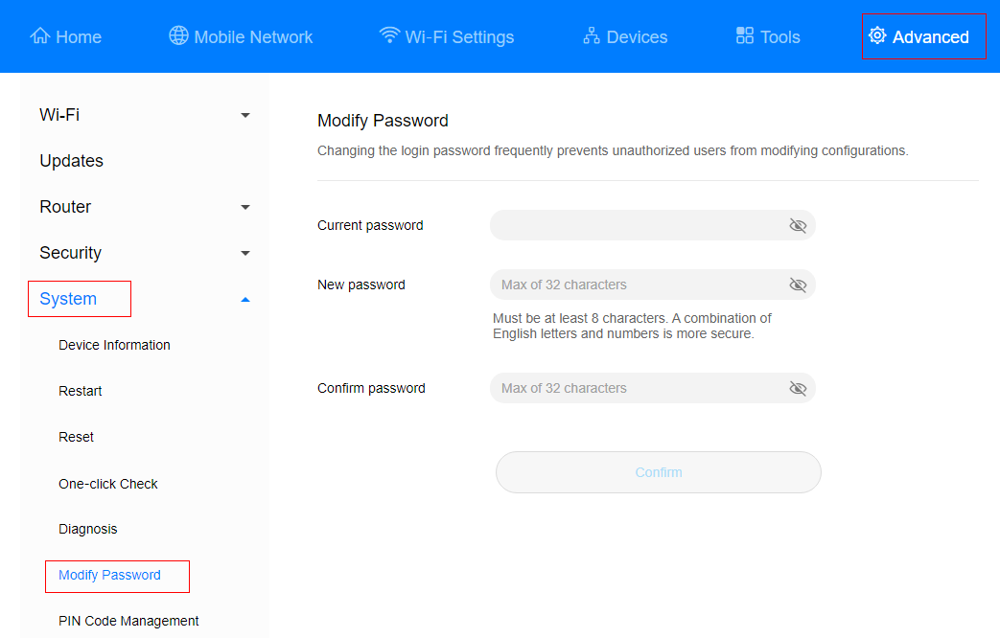 Home
Mobile Network
Wi-Fi Settings
Devices
Tools
Advanced
Wi-Fi
Updates
Router
Security
System
Device Information
Restart
Reset
One-click Check
Diagnosis
Modify Password
PIN Code Management
Modify Password
Changing the login password frequently prevents unauthorized users from modifying configurations.
Current password
New password
Max of 32 characters
Must be at least 8 characters. A combination of
English letters and numbers is more secure.
Confirm password
Max of 32 characters
Confirm